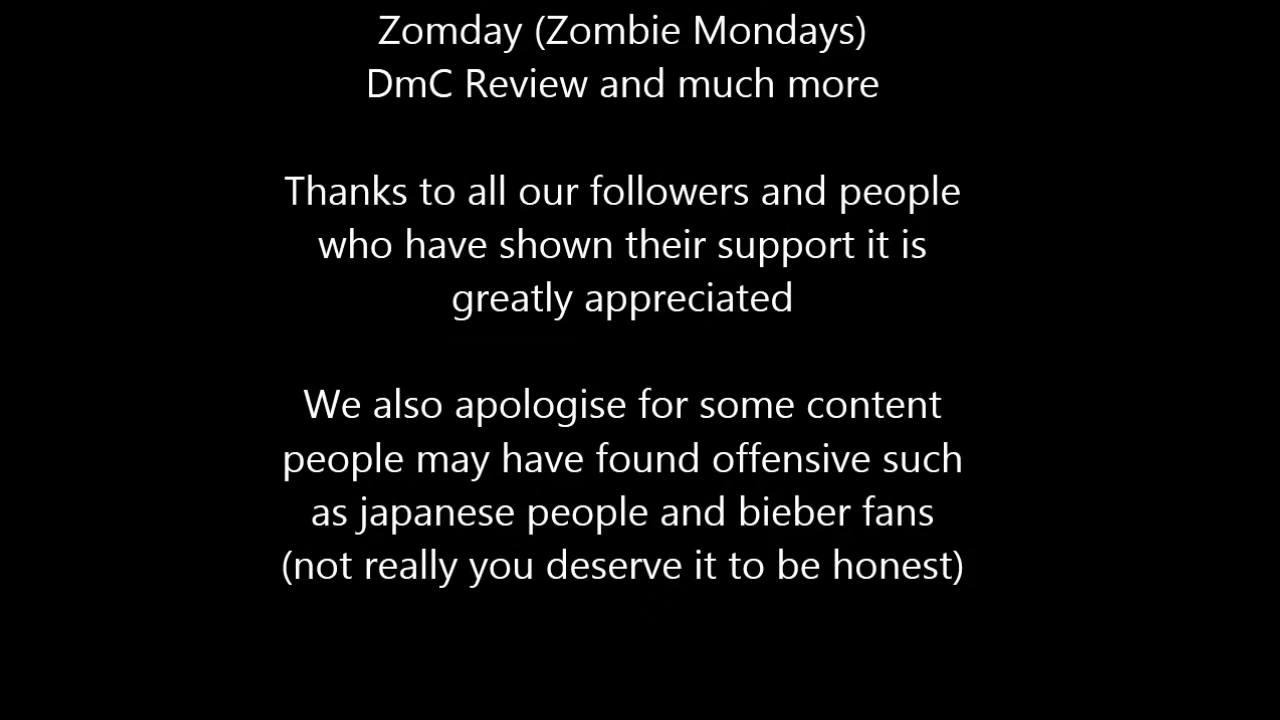 Zomday (Zombie Mondays)
DmC Review and much more
Thanks to all our followers and people
who have shown their support it is
greatly appreciated
We also apologise for some content
people may have found offensive such
as japanese people and bieber fans
(not really you deserve it to be honest)